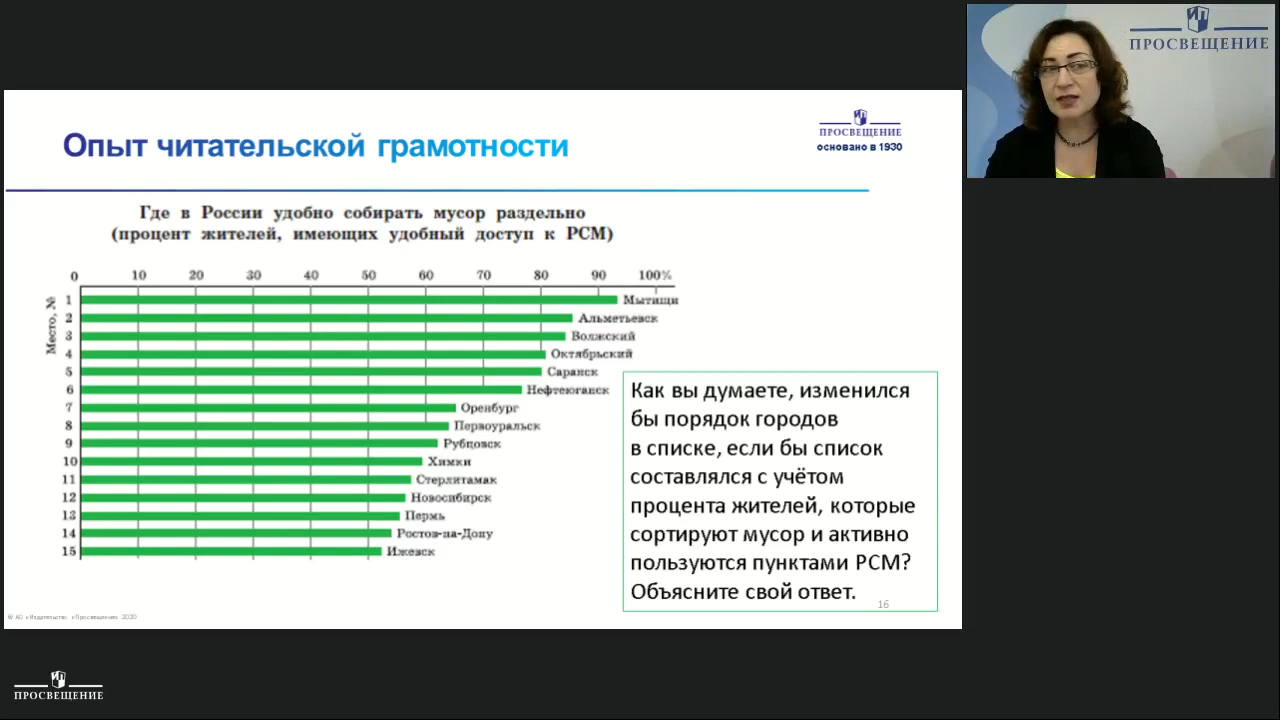 ПРОСВЕЩЕНИЕ
Опыт читательской грамотности
ПРОСВЕЩЕНИЕ
основано в 1930
Где в России удобно собирать мусор раздельно
(процент жителей, имеющих удобный доступ к РСМ)
0 10 20 30 40 50 60 70 80 90 100%
Место, №
1 Мытищи
2 Альметьевск
3 Волжский
4 Октябрьский
5 Саранск
6 Нефтеюганск
7 Оренбург
8 Первоуральск
9 Рубцовск
10 Химки
11 Стерлитамак
12 Новосибирск
13 Пермь
14 Ростов-на-Дону
15 Ижевск
Как вы думаете, изменился
бы порядок городов
в списке, если бы список
составлялся с учётом
процента жителей, которые
сортируют мусор и активно
пользуются пунктами РСМ?
Объясните свой ответ.
16
© АО «Издательство «Просвещение» 2020
ПРОСВЕЩЕНИЕ